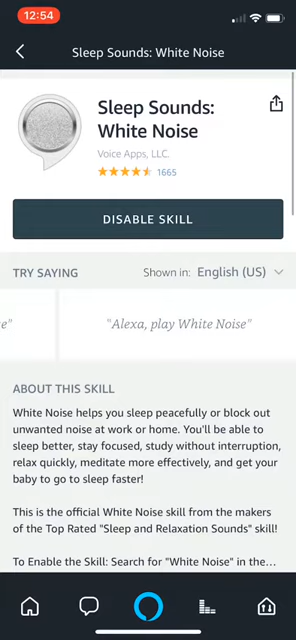 12:54
Sleep Sounds: White Noise
Sleep Sounds:
White Noise
Voice Apps, LLC.
1665
DISABLE SKILL
TRY SAYING
Shown in: English (US)
e"
"Alexa, play White Noise"
ABOUT THIS SKILL
White Noise helps you sleep peacefully or block out
unwanted noise at work or home. You'll be able to
sleep better, stay focused, study without interruption,
relax quickly, meditate more effectively, and get your
baby to go to sleep faster!
This is the official White Noise skill from the makers
of the Top Rated "Sleep and Relaxation Sounds" skill!
To Enable the Skill: Search for "White Noise" in the...